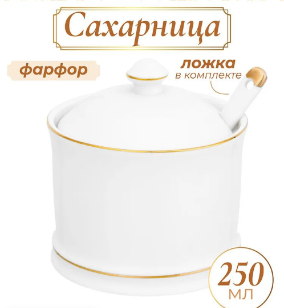 Сахарница
фарфор
ложка
в комплекте
250
МЛ